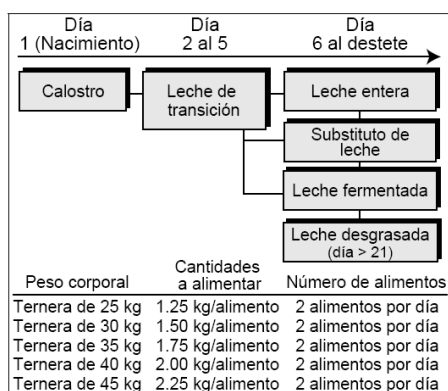 Día Día Día
1 (Nacimiento) 2 al 5 6 al destete
Calostro
Leche de
transición
Leche entera
Substituto de
leche
Leche fermentada
Leche desgrasada
(día > 21)
Peso corporal Cantidades a alimentar Número de alimentos
Ternera de 25 kg 1.25 kg/alimento 2 alimentos por día
Ternera de 30 kg 1.50 kg/alimento 2 alimentos por día
Ternera de 35 kg 1.75 kg/alimento 2 alimentos por día
Ternera de 40 kg 2.00 kg/alimento 2 alimentos por día
Ternera de 45 kg 2.25 kg/alimento 2 alimentos por día